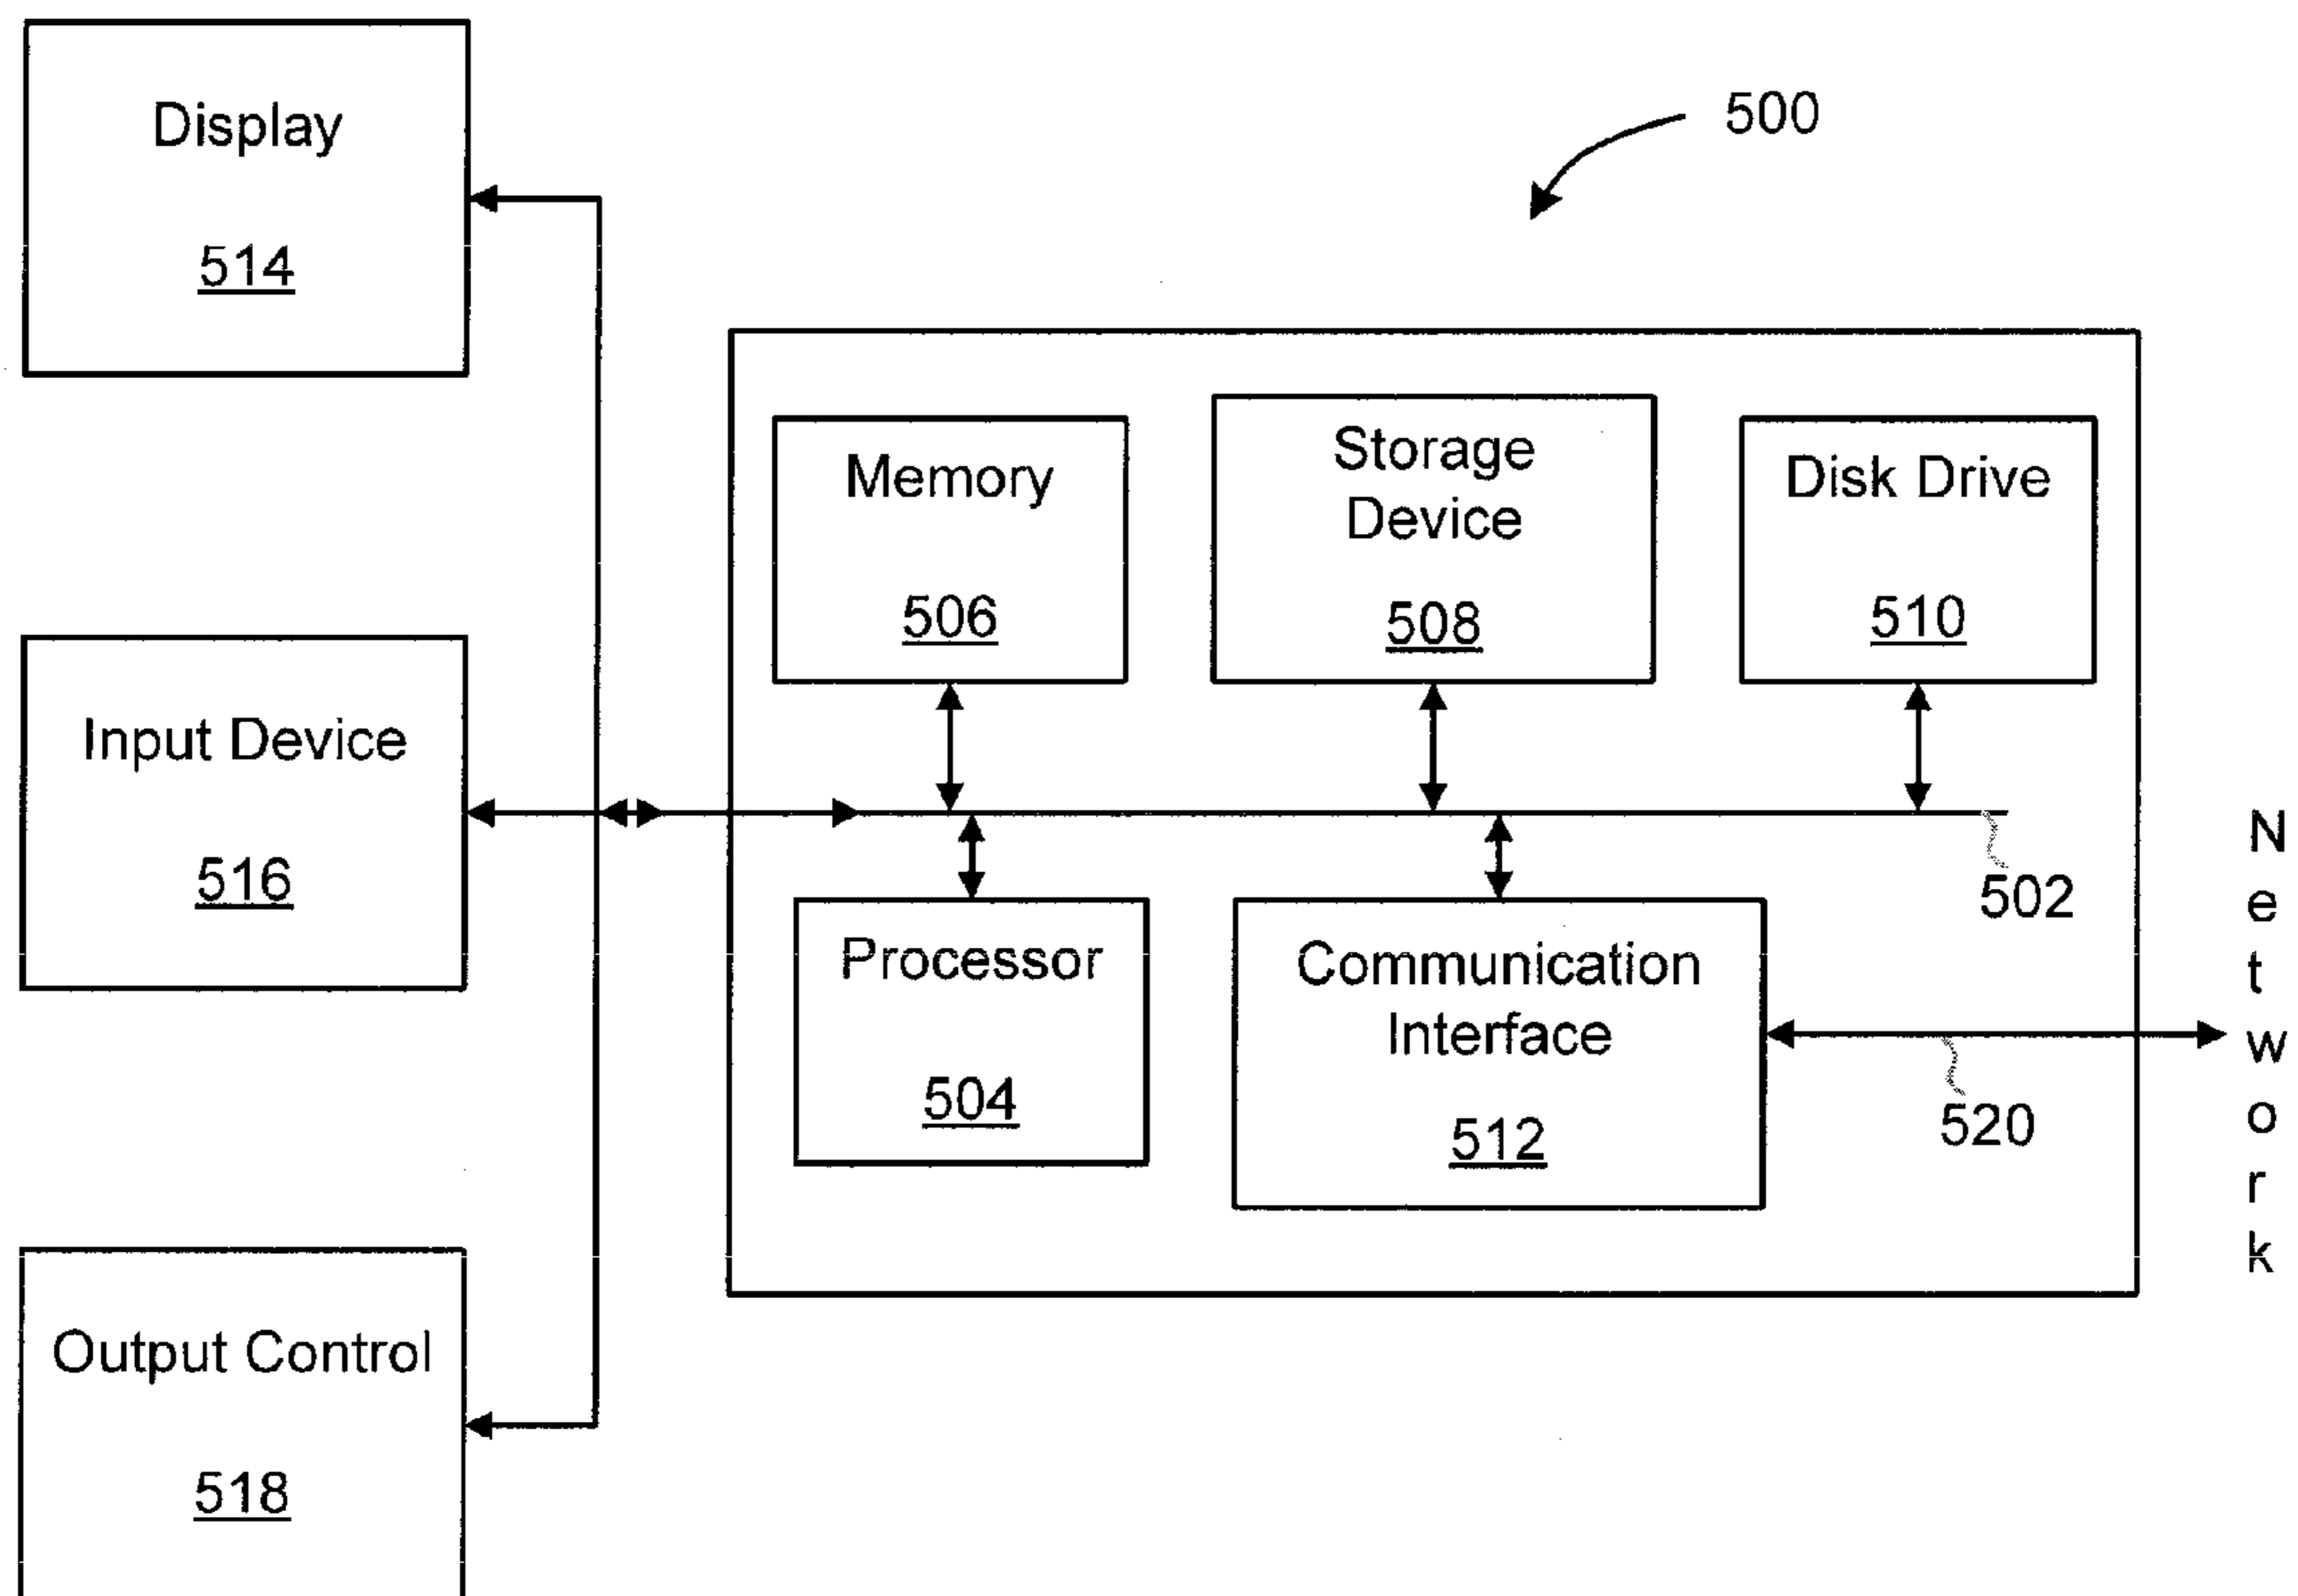 Display
514
500
Memory
506
Storage
Device
508
Disk Drive
510
Input Device
516
502
Processor
504
Communication
Interface
512
520
Network
Output Control
518